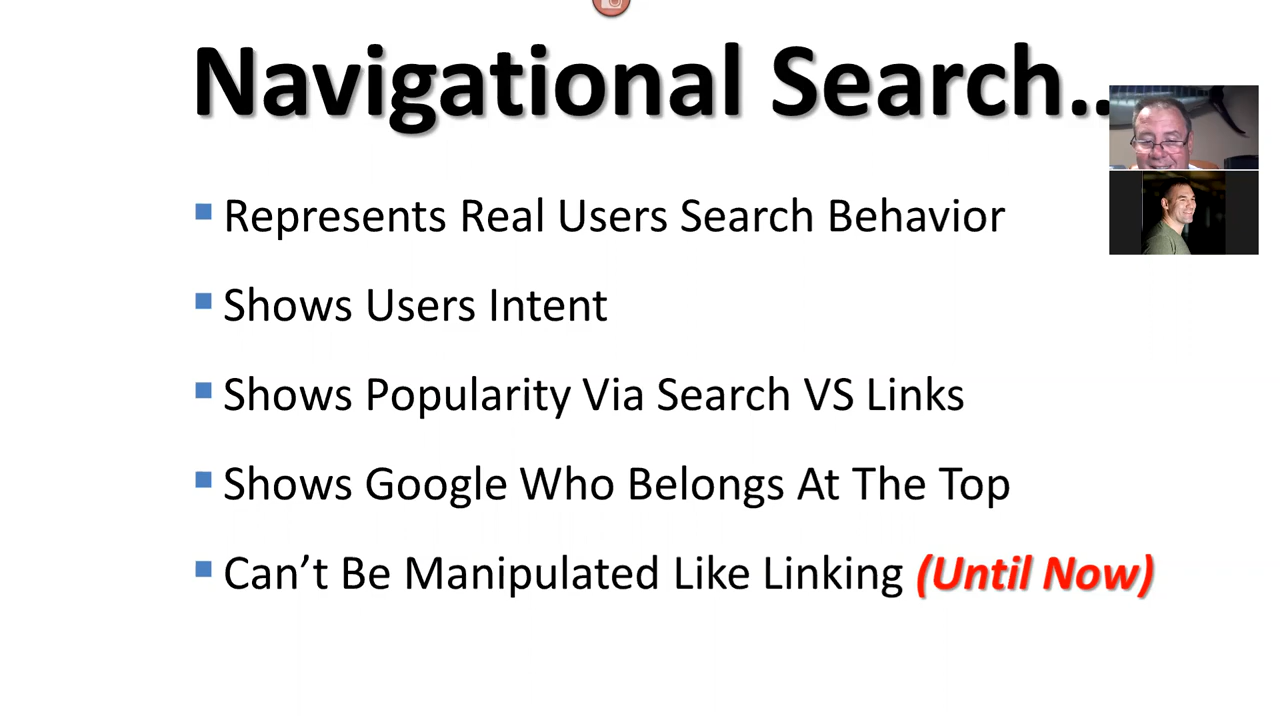 Navigational Search..
Represents Real Users Search Behavior
Shows Users Intent
Shows Popularity Via Search VS Links
Shows Google Who Belongs At The Top
Can’t Be Manipulated Like Linking (Until Now)